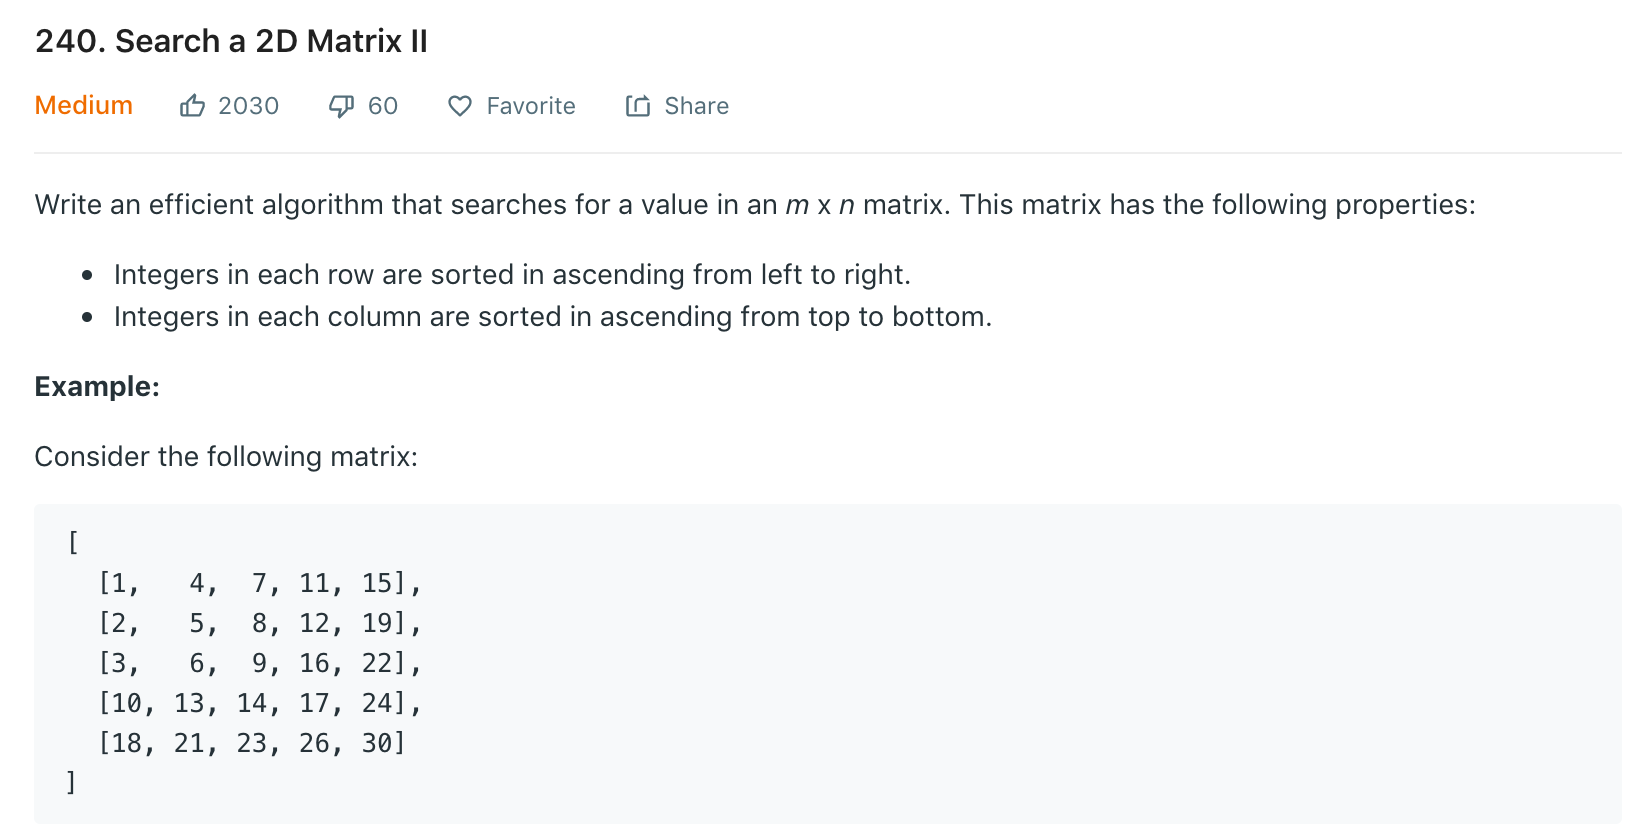 240. Search a 2D Matrix II
Medium 2030 60 Favorite Share
Write an efficient algorithm that searches for a value in an m x n matrix. This matrix has the following properties:
• Integers in each row are sorted in ascending from left to right.
• Integers in each column are sorted in ascending from top to bottom.
Example:
Consider the following matrix:
[
  [1,   4,  7, 11, 15],
  [2,   5,  8, 12, 19],
  [3,   6,  9, 16, 22],
  [10, 13, 14, 17, 24],
  [18, 21, 23, 26, 30]
]